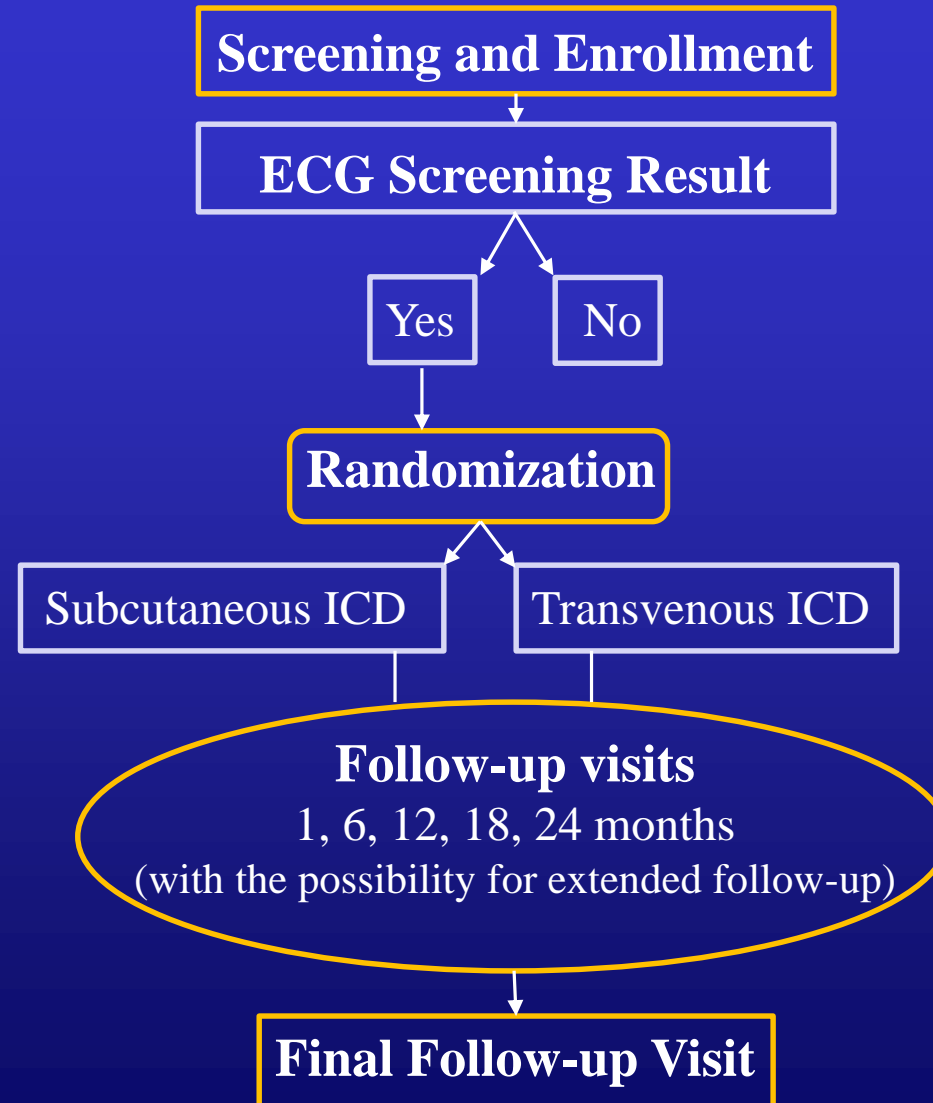 Screening and Enrollment
ECG Screening Result
Yes
No
Randomization
Subcutaneous ICD
Transvenous ICD
Follow-up visits
1, 6, 12, 18, 24 months
(with the possibility for extended follow-up)
Final Follow-up Visit